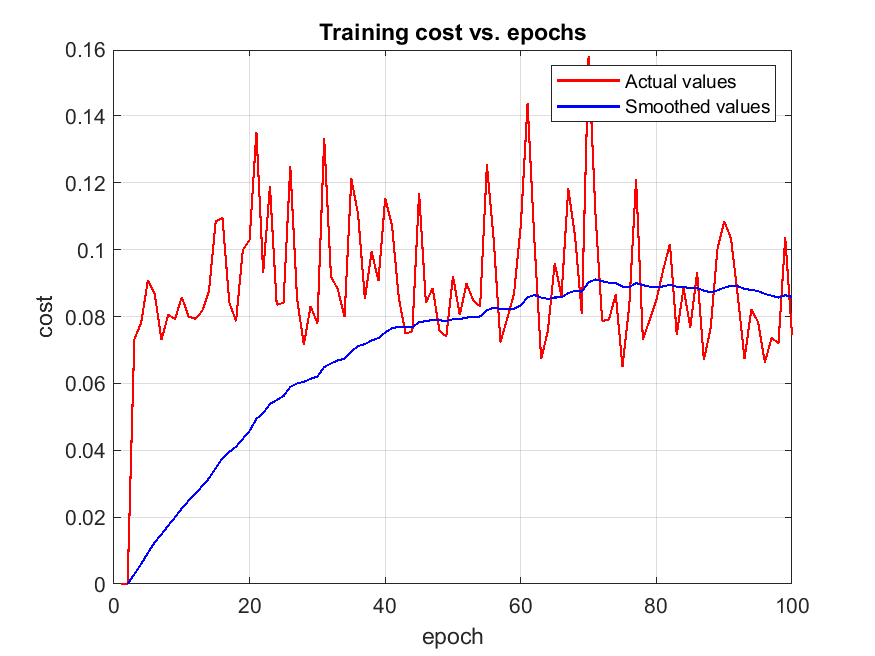 Training cost vs. epochs
0.16
0.14
0.12
0.1
0.08
0.06
0.04
0.02
0
cost
Actual values
Smoothed values
0 20 40 60 80 100
epoch